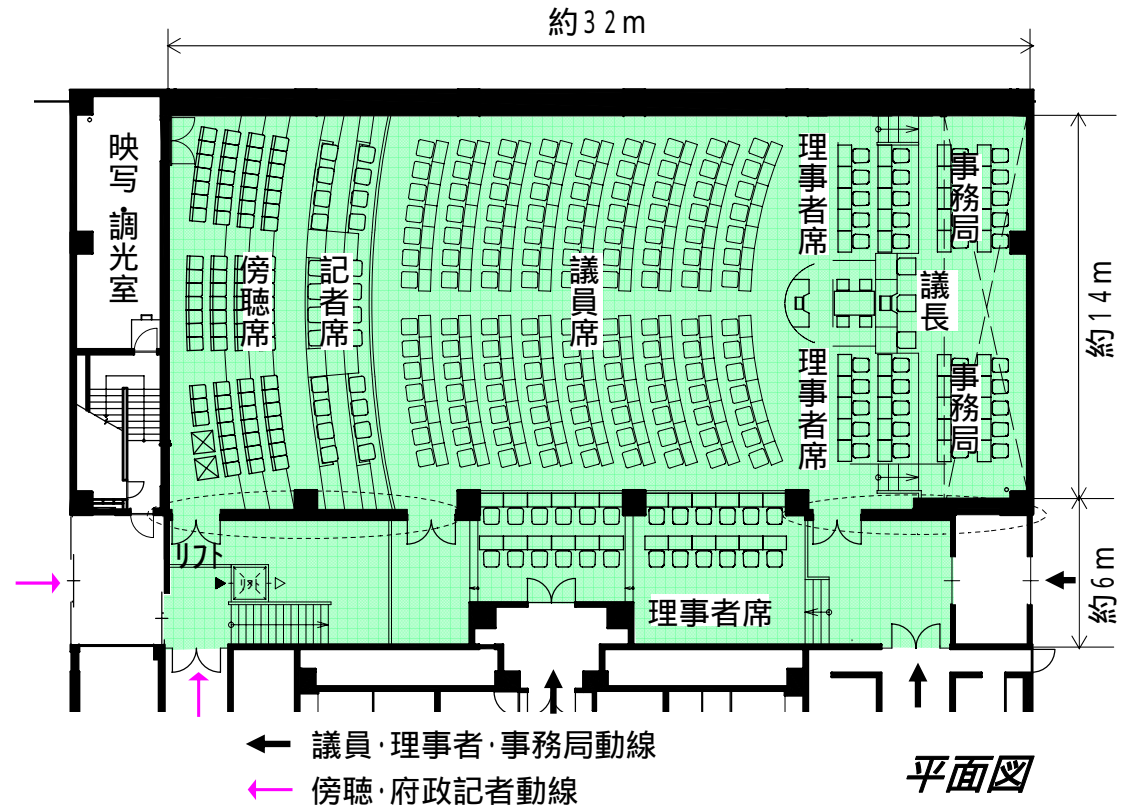 約32m
映写・調光室
傍聴席
記者席
議員席
理事者席
議長
事務局
約14m
理事者席
事務局
リフト
リフト
理事者席
約6m
議員・理事者・事務局動線
傍聴・府政記者動線
平面図